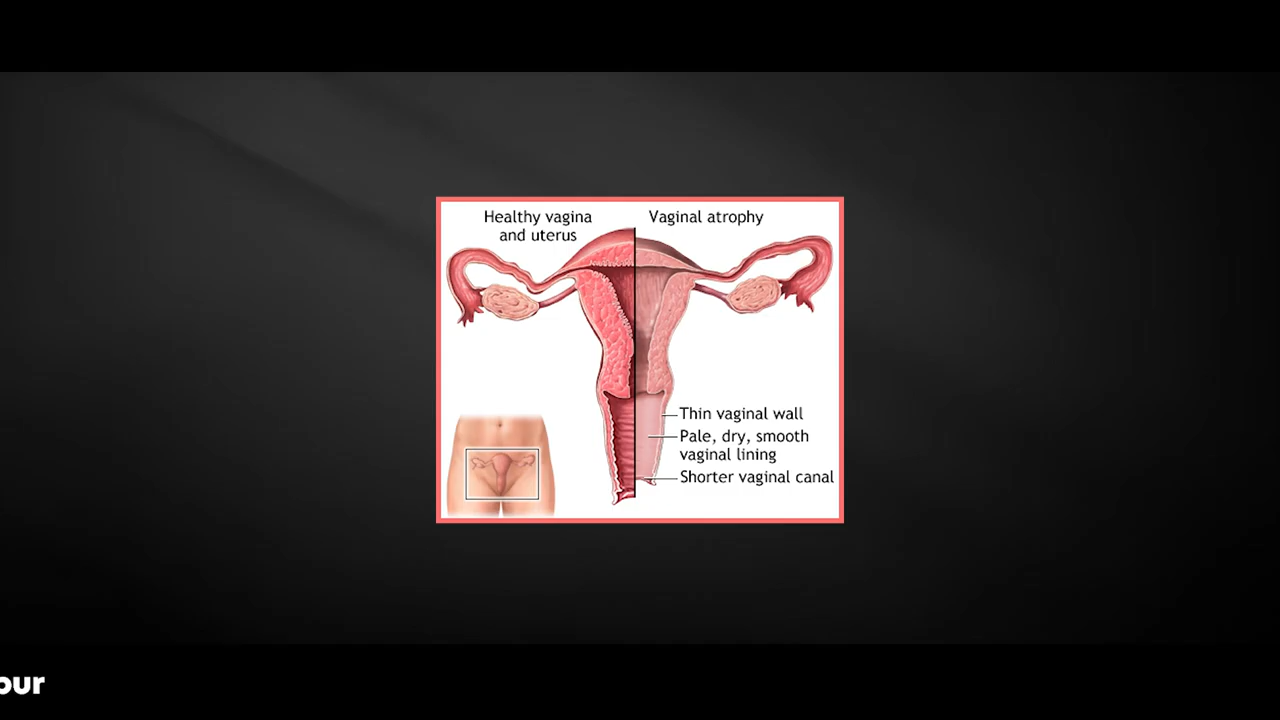 Healthy vagina
and uterus
Vaginal atrophy
Thin vaginal wall
Pale, dry, smooth
vaginal lining
Shorter vaginal canal
our